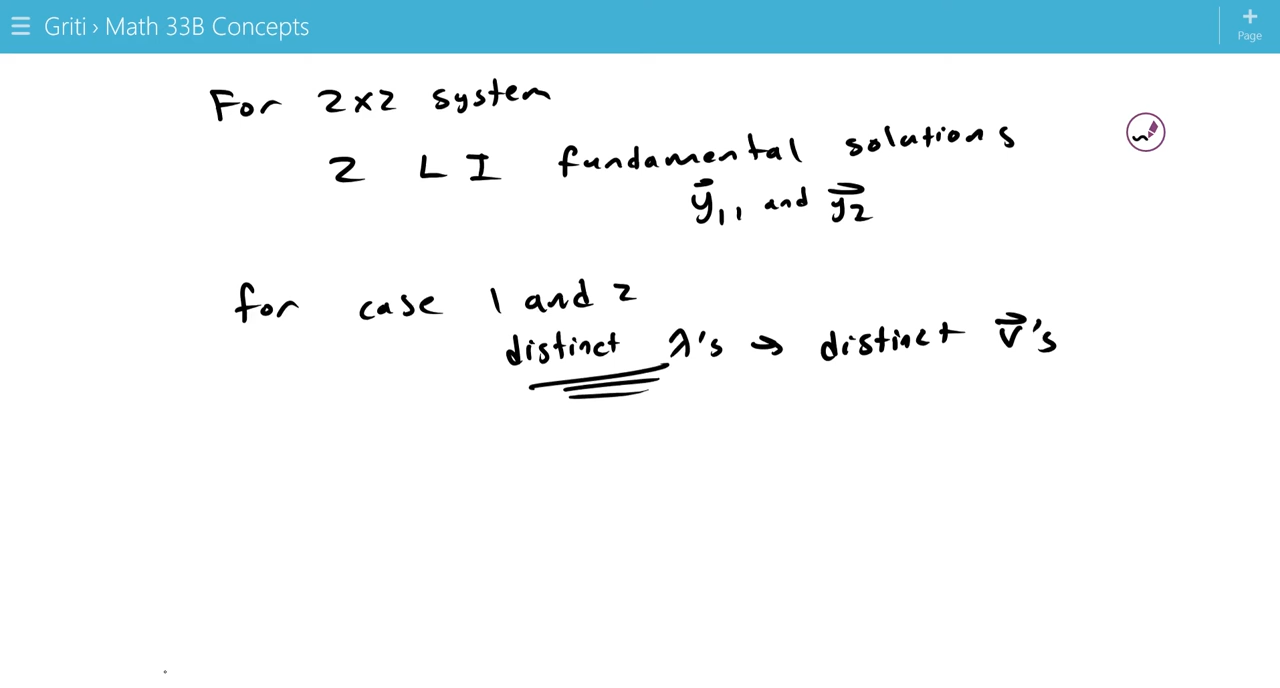 Griti › Math 33B Concepts
Page
For 2x2 system
2 LI fundamental solutions
y⃗₁₁ and y⃗₂
for case 1 and 2
distinct λ's → distinct v⃗'s